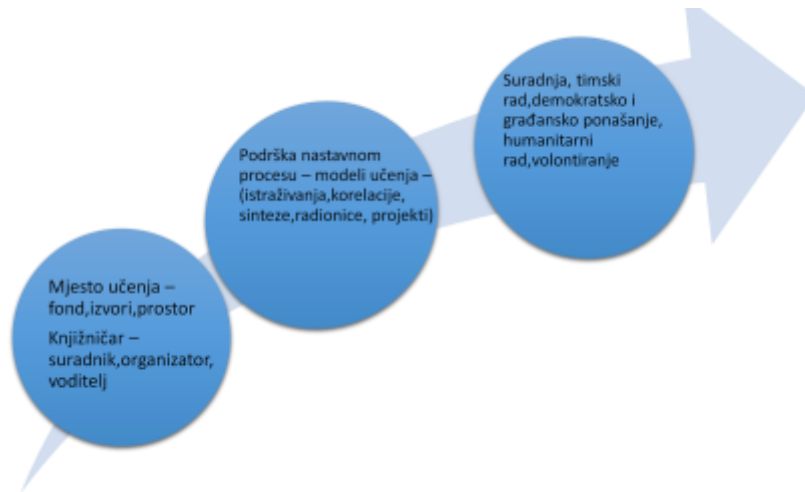 Mjesto učenja –
fond,izvori,prostor
Knjižničar –
suradnik,organizator,
voditelj
Podrška nastavnom
procesu – modeli učenja –
(istraživanja,korelacije,
sinteze,radionice, projekti)
Suradnja, timski
rad,demokratsko i
građansko ponašanje,
humanitarni
rad,volontiranje